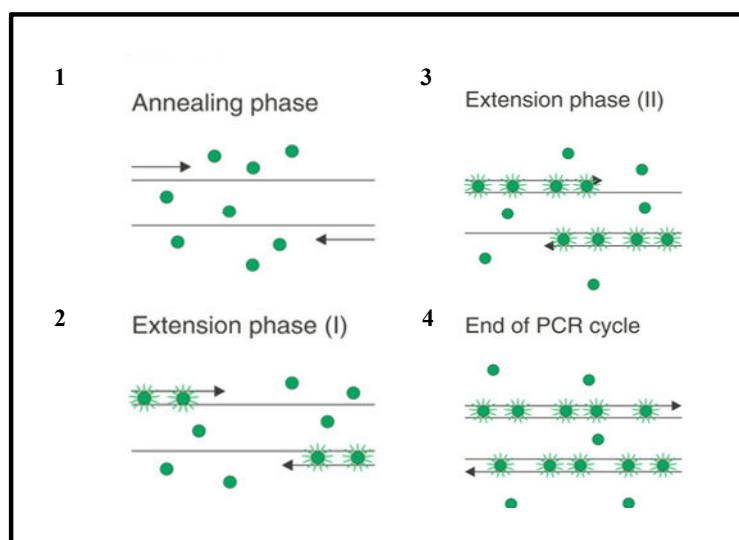 1
Annealing phase
2
Extension phase (I)
3
Extension phase (II)
4
End of PCR cycle